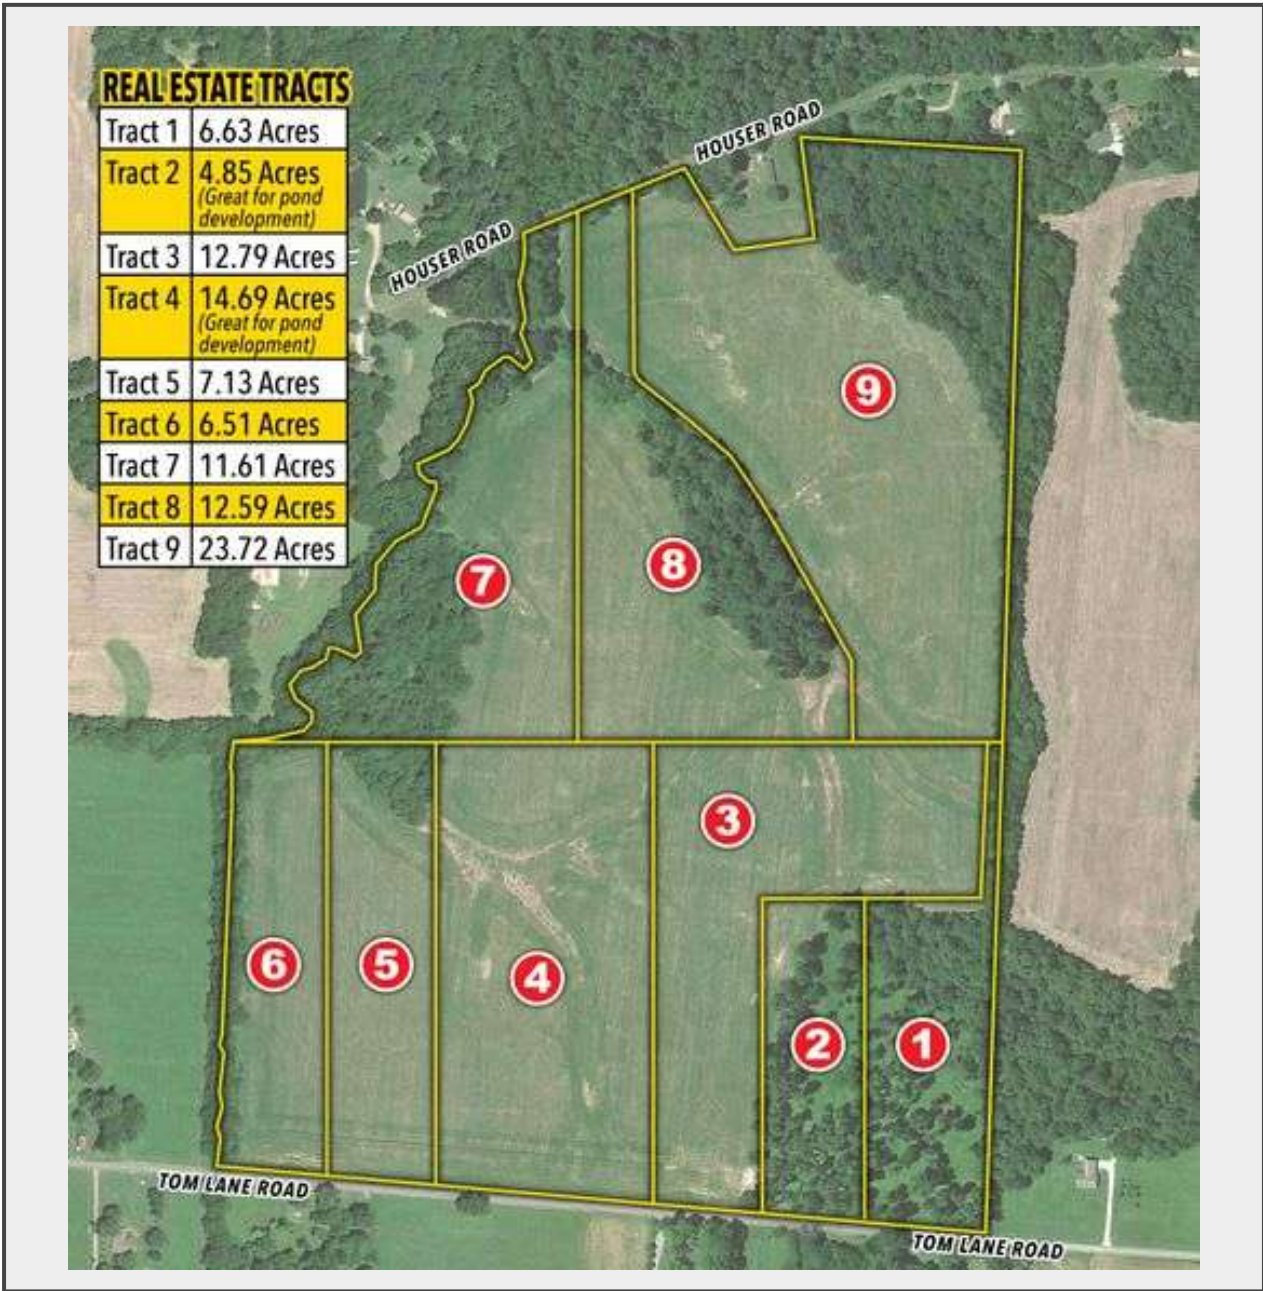 REAL ESTATE TRACTS
Tract 1 6.63 Acres
Tract 2 4.85 Acres
(Great for pond
development)
Tract 3 12.79 Acres
Tract 4 14.69 Acres
(Great for pond
development)
Tract 5 7.13 Acres
Tract 6 6.51 Acres
Tract 7 11.61 Acres
Tract 8 12.59 Acres
Tract 9 23.72 Acres
HOUSER ROAD
HOUSER ROAD
9
8
7
3
6
5
4
2
1
TOM LANE ROAD
TOM LANE ROAD